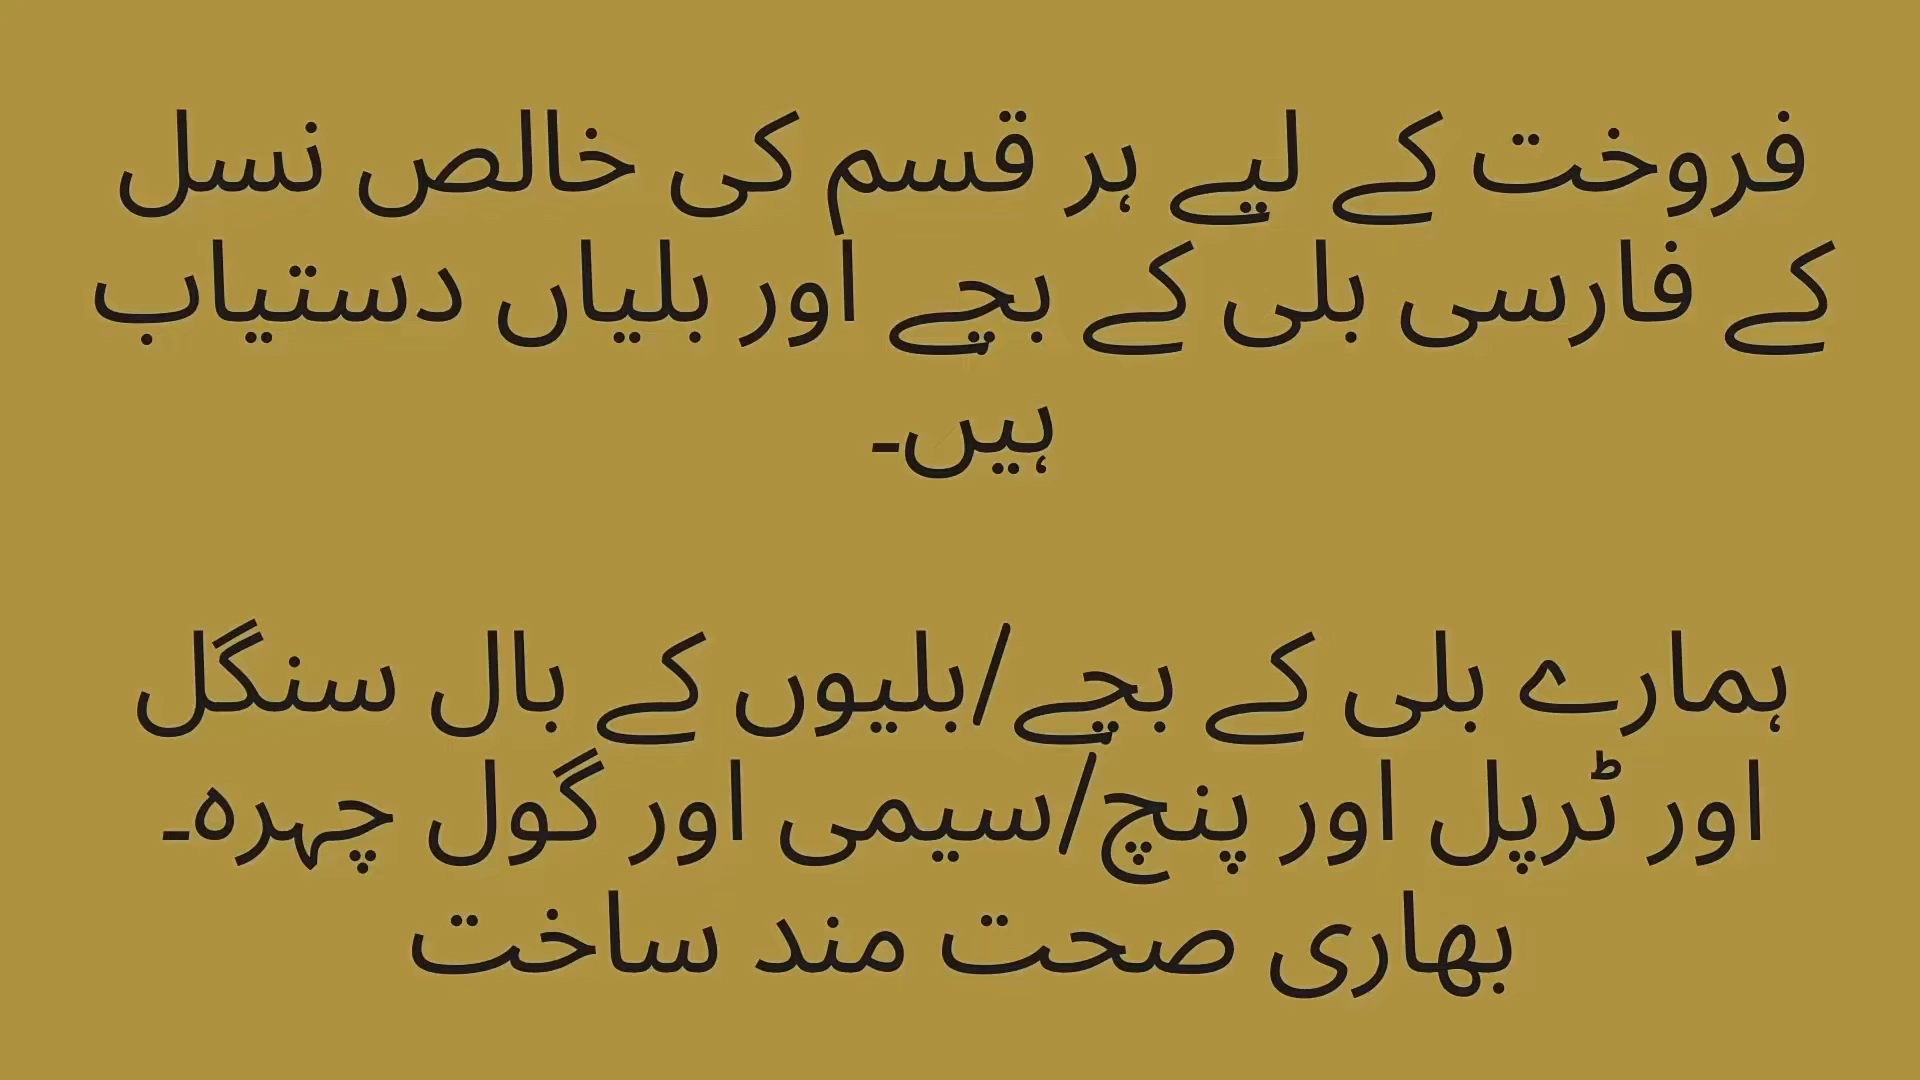 فروخت کے لیے ہر قسم کی خالص نسل
کے فارسی بلی کے بچے اور بلیاں دستیاب
ہیں۔
ہمارے بلی کے بچے/بلیوں کے بال سنگل
اور ٹرپل اور پنچ/سیمی اور گول چہرہ۔
بھاری صحت مند ساخت